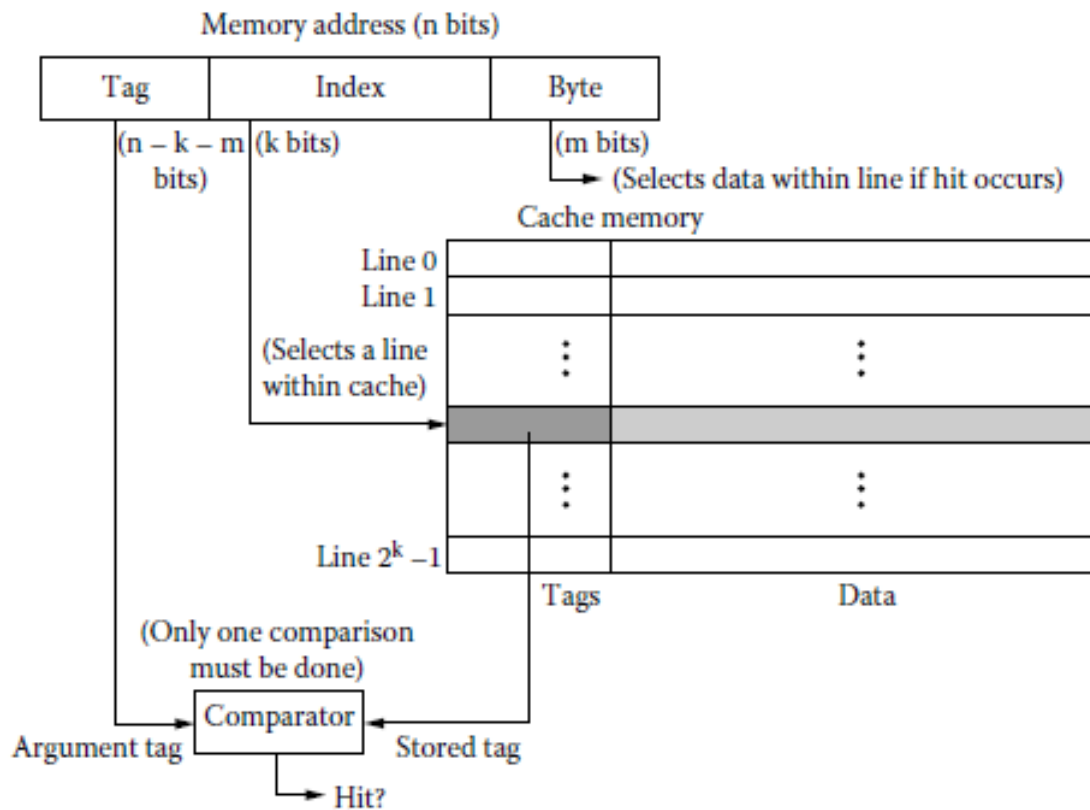 Memory address (n bits)
Tag Index Byte
(n – k – m (k bits) (m bits)
bits)
(Selects data within line if hit occurs)
Cache memory
Line 0
Line 1
(Selects a line
within cache)
Line 2ᵏ –1
Tags Data
(Only one comparison
must be done)
Comparator
Argument tag Stored tag
Hit?